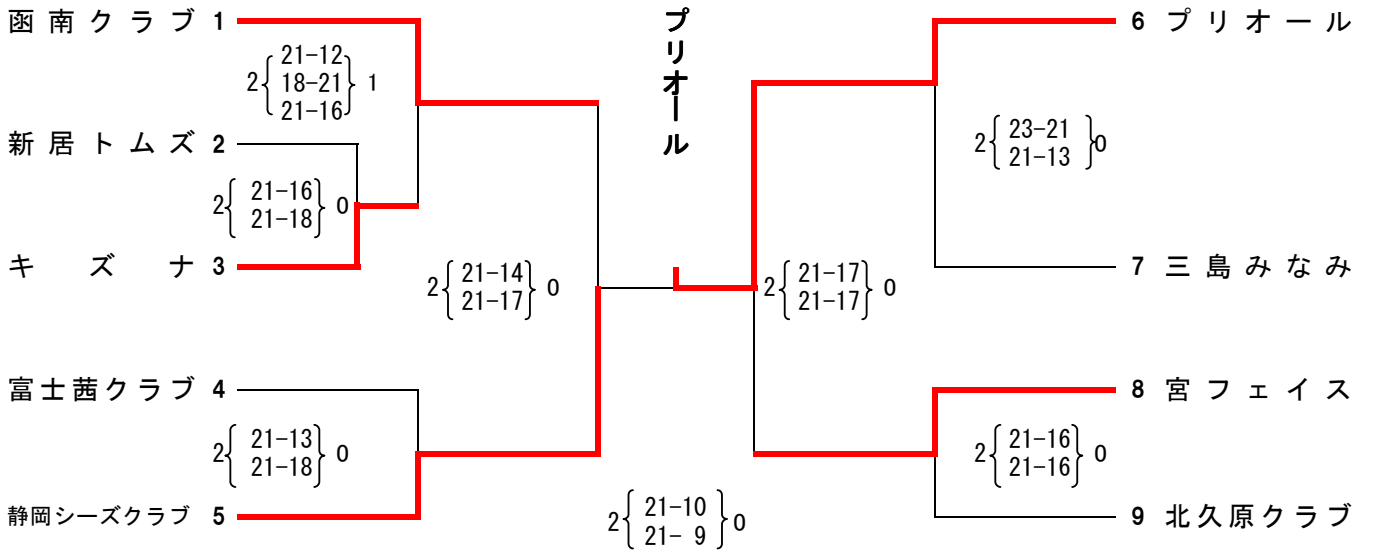 函南クラブ 1
2 21-12 18-21 21-16 1
新居トムズ 2
2 21-16 21-18 0
キズナ 3
2 21-14 21-17 0
富士茜クラブ 4
2 21-13 21-18 0
静岡シーズクラブ 5
プリオール
2 21-10 21- 9 0
6 プリオール
2 23-21 21-13 0
7 三島みなみ
2 21-17 21-17 0
8 宮フェイス
2 21-16 21-16 0
9 北久原クラブ